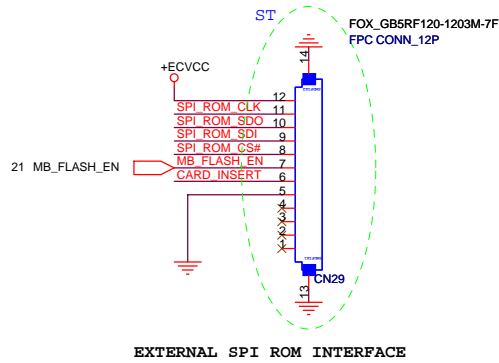 ST
FOX_GB5RF120-1203M-7F
FPC CONN_12P
14
+ECVCC
12
SPI_ROM_CLK 11
SPI_ROM_SDO 10
SPI_ROM_SDI 9
SPI_ROM_CS# 8
21 MB_FLASH_EN MB_FLASH_EN 7
CARD_INSERT 6
5
4
3
2
1
CN29
13
EXTERNAL SPI ROM INTERFACE